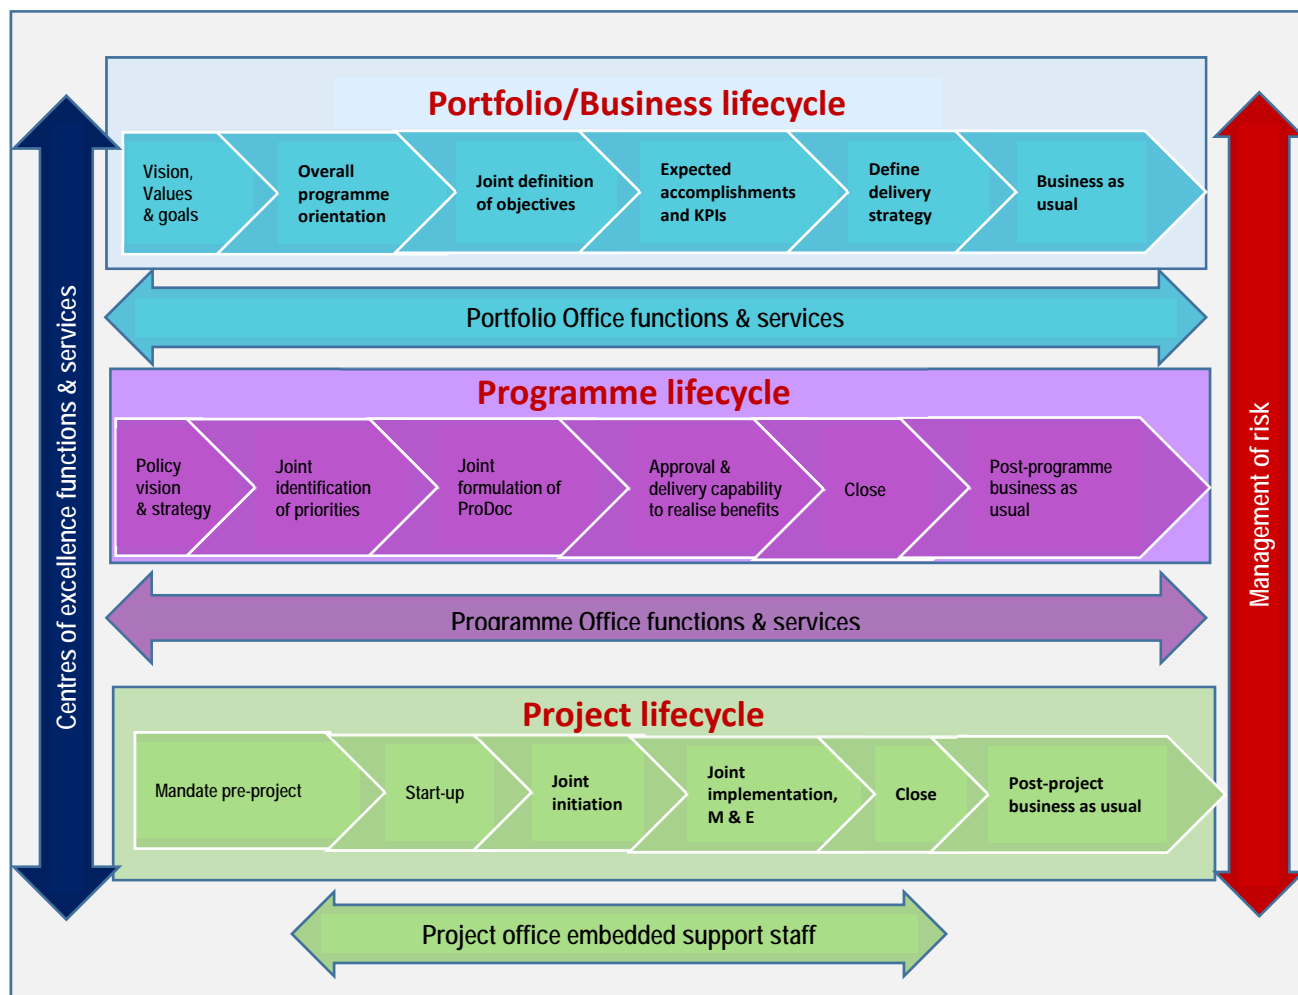 Portfolio/Business lifecycle
Vision,
Values
& goals
Overall
programme
orientation
Joint definition
of objectives
Expected
accomplishments
and KPIs
Define
delivery
strategy
Business as
usual
Portfolio Office functions & services
Programme lifecycle
Policy
vision
& strategy
Joint
identification
of priorities
Joint
formulation of
ProDoc
Approval &
delivery capability
to realise benefits
Close
Post-programme
business as
usual
Programme Office functions & services
Project lifecycle
Mandate pre-project
Start-up
Joint
initiation
Joint
implementation,
M & E
Close
Post-project
business as usual
Project office embedded support staff
Centres of excellence functions & services
Management of risk